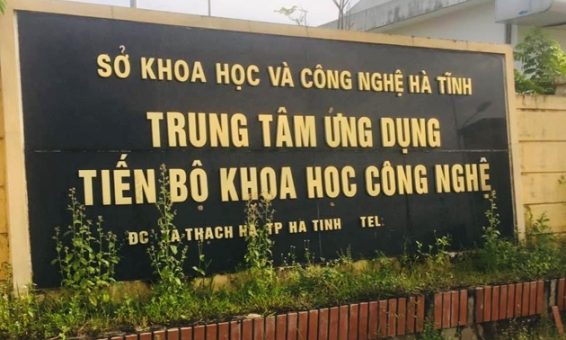 SỞ KHOA HỌC VÀ CÔNG NGHỆ HÀ TĨNH
TRUNG TÂM ỨNG DỤNG
TIẾN BỘ KHOA HỌC CÔNG NGHỆ
ĐC THẠCH HẠ TP HÀ TĨNH TEL